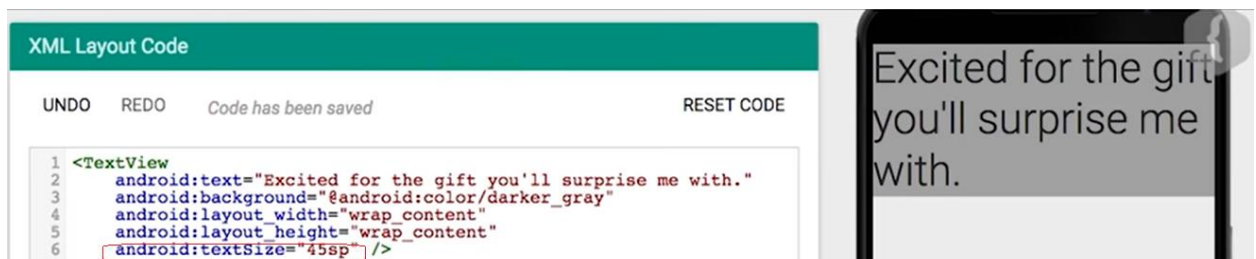 XML Layout Code
UNDO REDO Code has been saved RESET CODE
1 <TextView
2 android:text="Excited for the gift you'll surprise me with."
3 android:background="@android:color/darker_gray"
4 android:layout_width="wrap_content"
5 android:layout_height="wrap_content"
6 android:textSize="45sp" />
Excited for the gift
you'll surprise me
with.